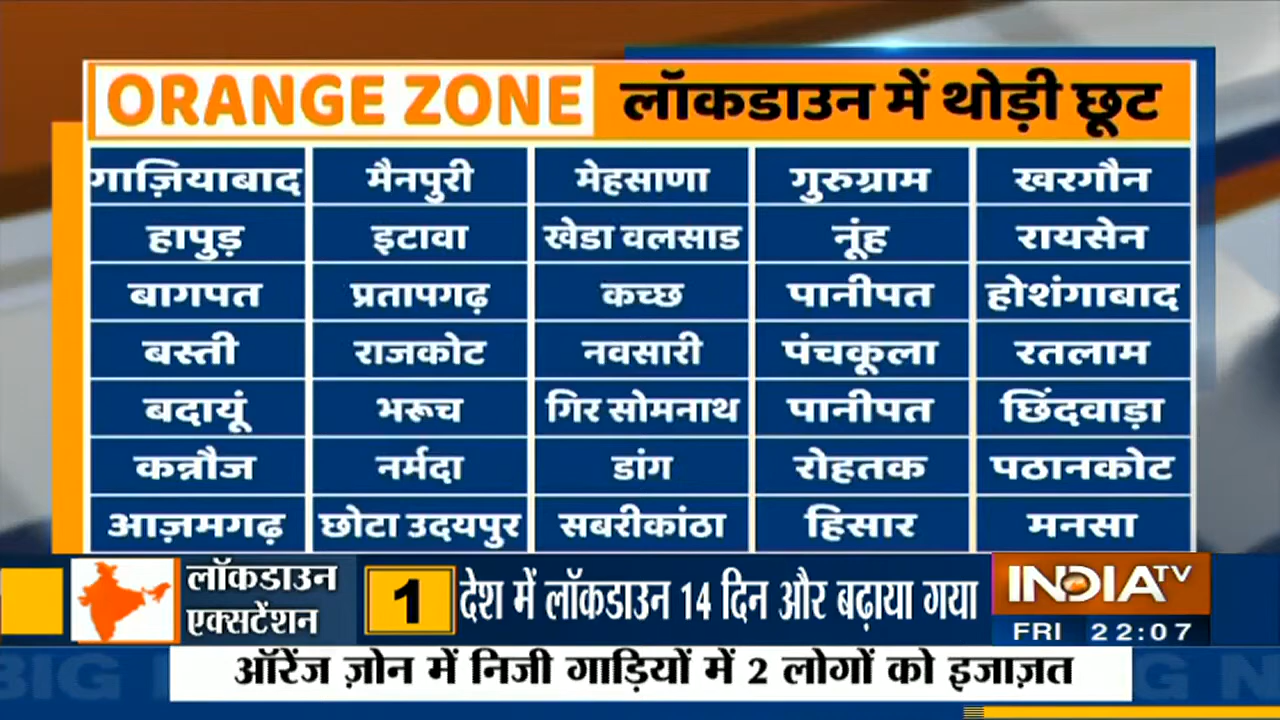 ORANGE ZONE लॉकडाउन में थोड़ी छूट
गाज़ियाबाद मैनपुरी मेहसाणा गुरुग्राम खरगौन
हापुड़ इटावा खेडा वलसाड नूंह रायसेन
बागपत प्रतापगढ़ कच्छ पानीपत होशंगाबाद
बस्ती राजकोट नवसारी पंचकूला रतलाम
बदायूं भरूच गिर सोमनाथ पानीपत छिंदवाड़ा
कन्नौज नर्मदा डांग रोहतक पठानकोट
आज़मगढ़ छोटा उदयपुर सबरीकांठा हिसार मनसा
लॉकडाउन
एक्सटेंशन
1 देश में लॉकडाउन 14 दिन और बढ़ाया गया
INDIA TV
FRI 22:07
ऑरेंज ज़ोन में निजी गाड़ियों में 2 लोगों को इजाज़त
BIG
G N